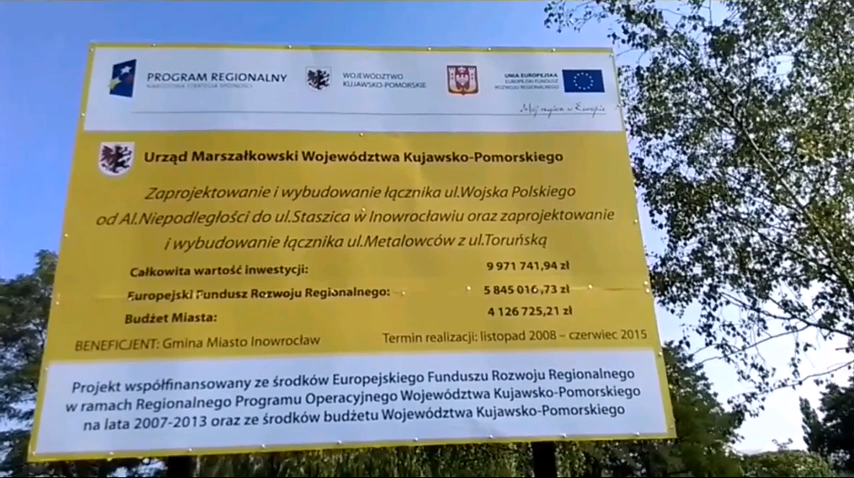 PROGRAM REGIONALNY
NARODOWA STRATEGIA SPÓJNOŚCI
WOJEWÓDZTWO
KUJAWSKO-POMORSKIE
UNIA EUROPEJSKA
EUROPEJSKI FUNDUSZ
ROZWOJU REGIONALNEGO
Mój region w Europie
Urząd Marszałkowski Województwa Kujawsko-Pomorskiego
Zaprojektowanie i wybudowanie łącznika ul.Wojska Polskiego
od Al.Niepodległości do ul.Staszica w Inowrocławiu oraz zaprojektowanie
i wybudowanie łącznika ul.Metalowców z ul.Toruńską
Całkowita wartość inwestycji: 9 971 741,94 zł
Europejski Fundusz Rozwoju Regionalnego: 5 845 016,73 zł
Budżet Miasta: 4 126 725,21 zł
BENEFICJENT: Gmina Miasto Inowrocław Termin realizacji: listopad 2008 – czerwiec 2015
Projekt współfinansowany ze środków Europejskiego Funduszu Rozwoju Regionalnego
w ramach Regionalnego Programu Operacyjnego Województwa Kujawsko-Pomorskiego
na lata 2007-2013 oraz ze środków budżetu Województwa Kujawsko-Pomorskiego